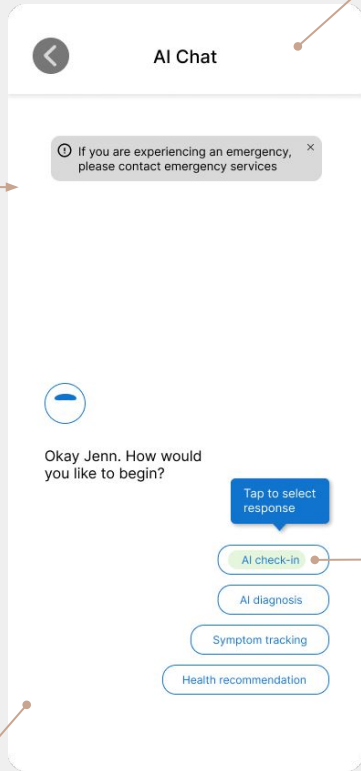 AI Chat
If you are experiencing an emergency,
please contact emergency services
Okay Jenn. How would
you like to begin?
Tap to select
response
AI check-in
AI diagnosis
Symptom tracking
Health recommendation